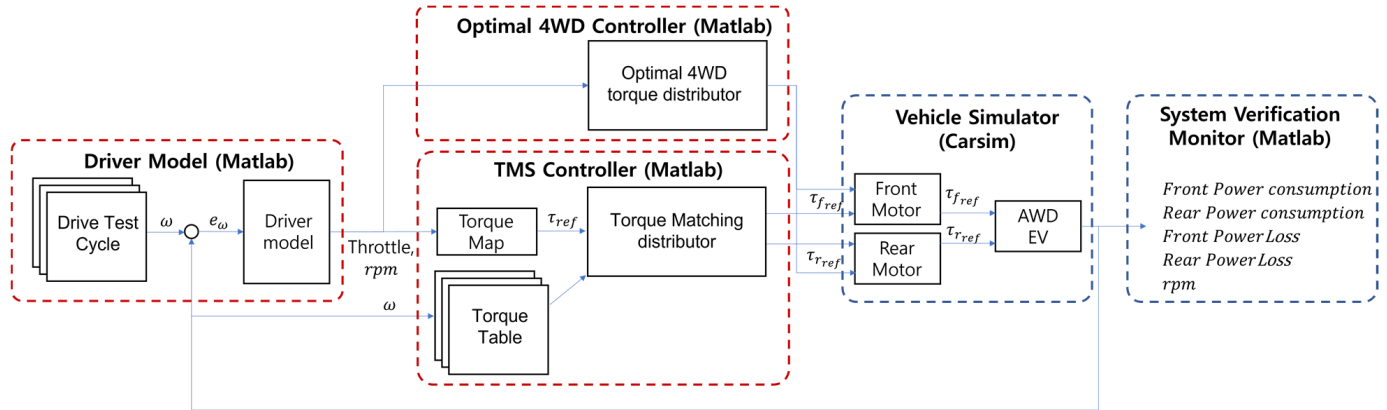 Optimal 4WD Controller (Matlab)
Optimal 4WD
torque distributor
Driver Model (Matlab)
Drive Test
Cycle
ω
e_ω
Driver
model
Throttle,
rpm
ω
TMS Controller (Matlab)
Torque
Map
τ_ref
Torque Matching
distributor
Torque
Table
τ_f_ref
τ_r_ref
Vehicle Simulator
(Carsim)
Front
Motor
Rear
Motor
τ_f_ref
τ_r_ref
AWD
EV
System Verification
Monitor (Matlab)
Front Power consumption
Rear Power consumption
Front Power Loss
Rear Power Loss
rpm